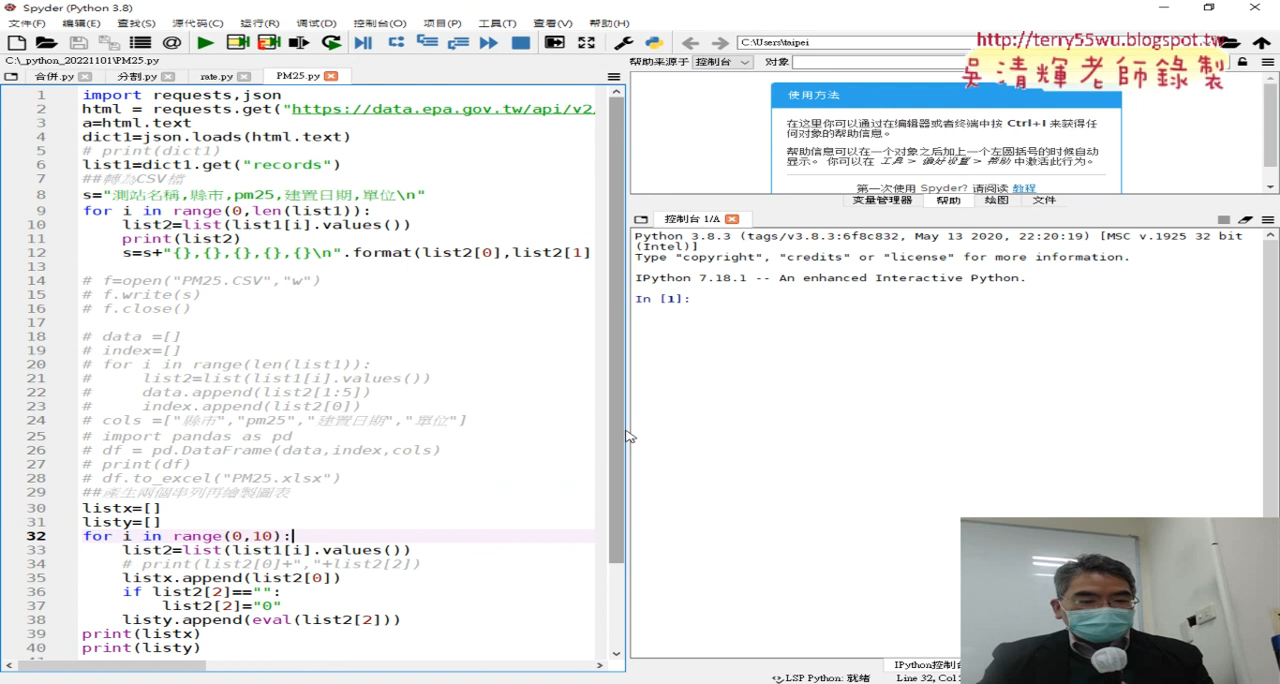 Spyder (Python 3.8)
文件(F) 编辑(E) 查找(S) 源代码(C) 运行(R) 调试(D) 控制台(O) 项目(P) 工具(T) 查看(V) 帮助(H)
C:\Users\taipei
http://terry55wu.blogspot.tw
吳清輝老師錄製
C:\_python_20221101\PM25.py
帮助来源于 控制台 对象
合併.py 分割.py rate.py PM25.py
1 import requests,json
2 html = requests.get("https://data.epa.gov.tw/api/v2/
3 a=html.text
4 dict1=json.loads(html.text)
5 # print(dict1)
6 list1=dict1.get("records")
7 ##轉為CSV檔
8 s="測站名稱,縣市,pm25,建置日期,單位\n"
9 for i in range(0,len(list1)):
10 list2=list(list1[i].values())
11 print(list2)
12 s=s+"{},{},{},{},{}\n".format(list2[0],list2[1]
13
14 # f=open("PM25.CSV","w")
15 # f.write(s)
16 # f.close()
17
18 # data =[]
19 # index=[]
20 # for i in range(len(list1)):
21 # list2=list(list1[i].values())
22 # data.append(list2[1:5])
23 # index.append(list2[0])
24 # cols =["縣市","pm25","建置日期","單位"]
25 # import pandas as pd
26 # df = pd.DataFrame(data,index,cols)
27 # print(df)
28 # df.to_excel("PM25.xlsx")
29 ##產生兩個串列再繪製圖表
30 listx=[]
31 listy=[]
32 for i in range(0,10):
33 list2=list(list1[i].values())
34 # print(list2[0]+","+list2[2])
35 listx.append(list2[0])
36 if list2[2]=="":
37 list2[2]="0"
38 listy.append(eval(list2[2]))
39 print(listx)
40 print(listy)
使用方法
在这里你可以通过在编辑器或者终端中按 Ctrl+I 来获得任
何对象的帮助信息。
帮助信息可以在一个对象之后加上一个左圆括号的时候自动
显示。 你可以在 工具 > 偏好设置 > 帮助 中激活此行为。
第一次使用 Spyder? 请阅读 教程
变量管理器 帮助 绘图 文件
控制台 1/A
Python 3.8.3 (tags/v3.8.3:6f8c832, May 13 2020, 22:20:19) [MSC v.1925 32 bit
(Intel)]
Type "copyright", "credits" or "license" for more information.
IPython 7.18.1 -- An enhanced Interactive Python.
In [1]:
IPython控制台
LSP Python: 就绪 Line 32, Col